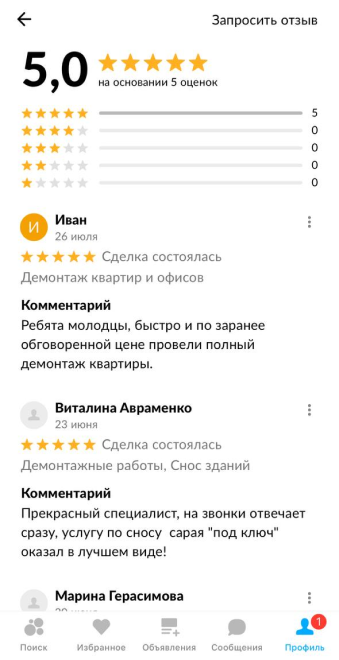 Запросить отзыв
5,0
на основании 5 оценок
5
0
0
0
0
И
Иван
26 июля
Сделка состоялась
Демонтаж квартир и офисов
Комментарий
Ребята молодцы, быстро и по заранее
обговоренной цене провели полный
демонтаж квартиры.
Виталина Авраменко
23 июня
Сделка состоялась
Демонтажные работы, Снос зданий
Комментарий
Прекрасный специалист, на звонки отвечает
сразу, услугу по сносу сарая "под ключ"
оказал в лучшем виде!
Марина Герасимова
1
Поиск
Избранное
Объявления
Сообщения
Профиль